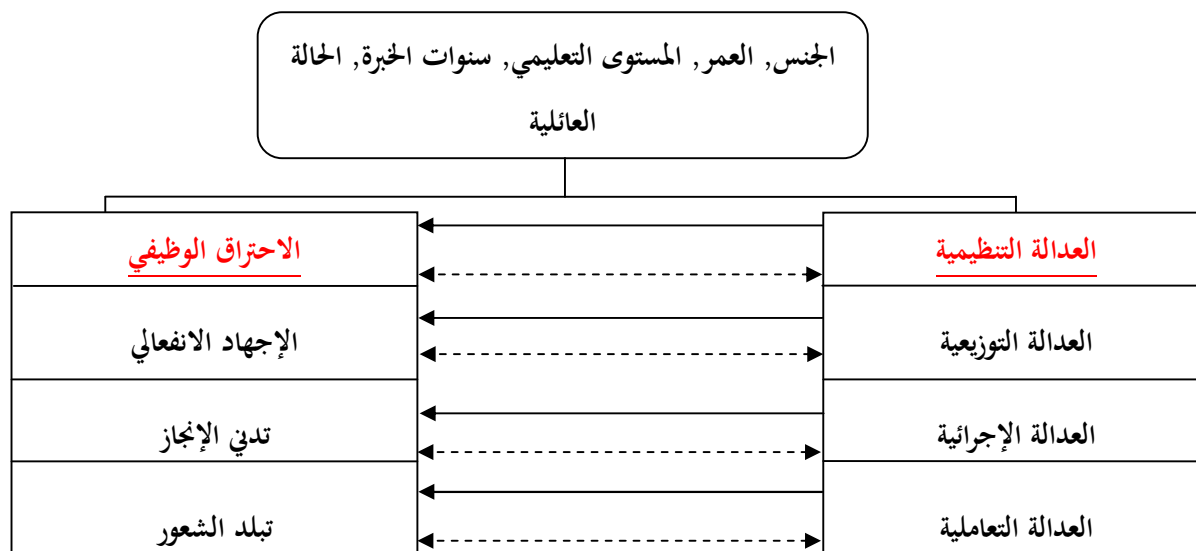 الجنس, العمر, المستوى التعليمي, سنوات الخبرة, الحالة
العائلية
العدالة التنظيمية
الاحتراق الوظيفي
العدالة التوزيعية
الإجهاد الانفعالي
العدالة الإجرائية
تدني الإنجاز
العدالة التعاملية
تبلد الشعور